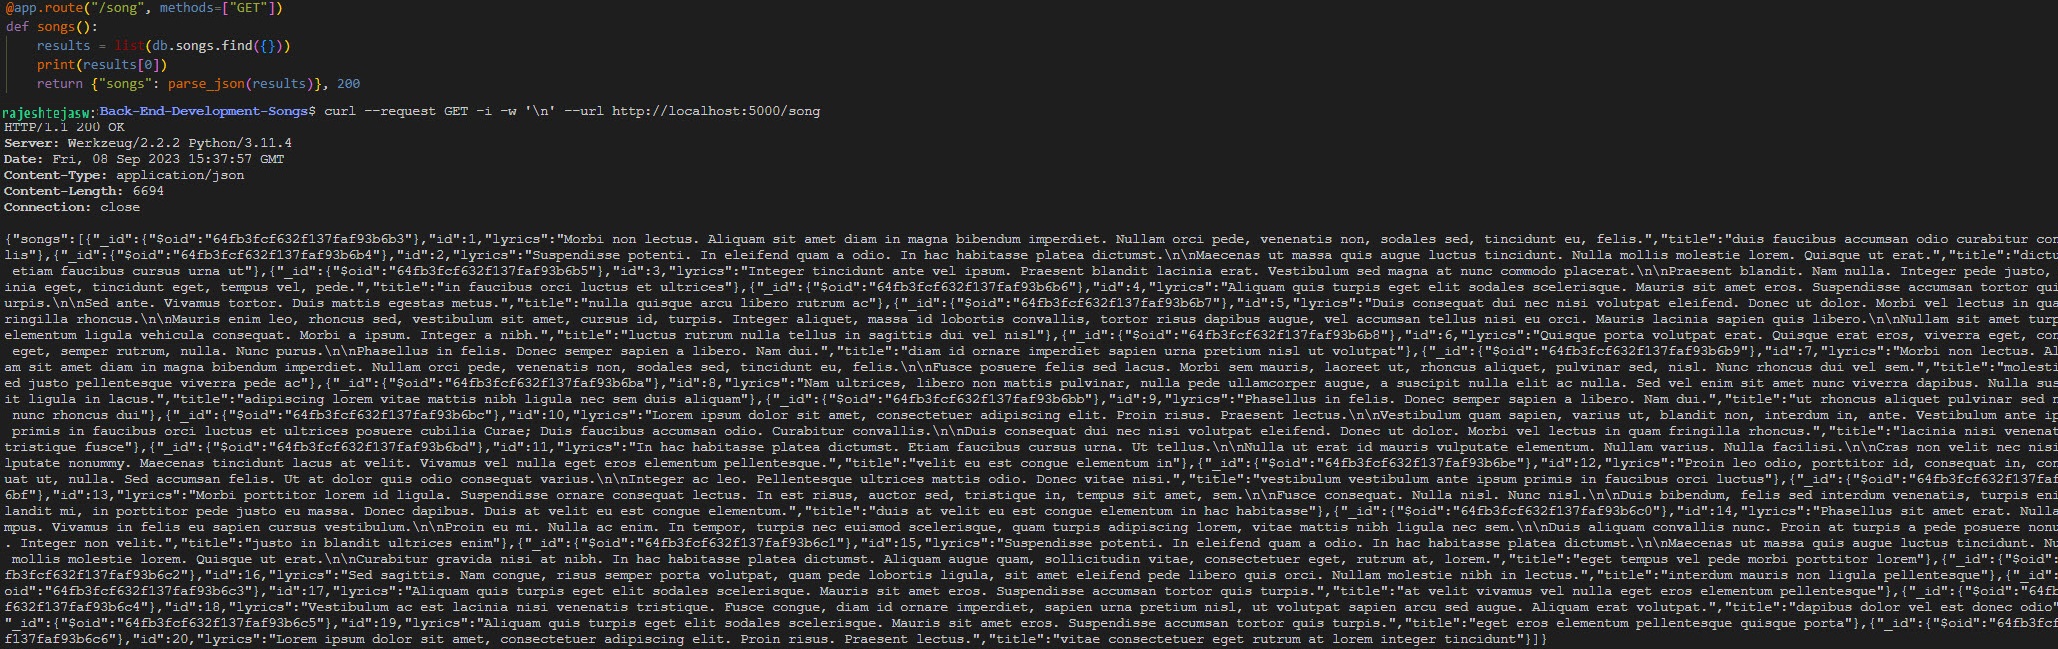 @app.route("/song", methods=["GET"])
def songs():
    results = list(db.songs.find({}))
    print(results[0])
    return {"songs": parse_json(results)}, 200
rajeshtejasw:Back-End-Development-Songs$ curl --request GET -i -w '\n' --url http://localhost:5000/song
HTTP/1.1 200 OK
Server: Werkzeug/2.2.2 Python/3.11.4
Date: Fri, 08 Sep 2023 15:37:57 GMT
Content-Type: application/json
Content-Length: 6694
Connection: close
{"songs":[{"_id":{"$oid":"64fb3fcf632f137faf93b6b3"},"id":1,"lyrics":"Morbi non lectus. Aliquam sit amet diam in magna bibendum imperdiet. Nullam orci pede, venenatis non, sodales sed, tincidunt eu, felis.","title":"duis faucibus accumsan odio curabitur con
lis"},{"_id":{"$oid":"64fb3fcf632f137faf93b6b4"},"id":2,"lyrics":"Suspendisse potenti. In eleifend quam a odio. In hac habitasse platea dictumst.\n\nMaecenas ut massa quis augue luctus tincidunt. Nulla mollis molestie lorem. Quisque ut erat.","title":"dictu
 etiam faucibus cursus urna ut"},{"_id":{"$oid":"64fb3fcf632f137faf93b6b5"},"id":3,"lyrics":"Integer tincidunt ante vel ipsum. Praesent blandit lacinia erat. Vestibulum sed magna at nunc commodo placerat.\n\nPraesent blandit. Nam nulla. Integer pede justo,
inia eget, tincidunt eget, tempus vel, pede.","title":"in faucibus orci luctus et ultrices"},{"_id":{"$oid":"64fb3fcf632f137faf93b6b6"},"id":4,"lyrics":"Aliquam quis turpis eget elit sodales scelerisque. Mauris sit amet eros. Suspendisse accumsan tortor qui
urpis.\n\nSed ante. Vivamus tortor. Duis mattis egestas metus.","title":"nulla quisque arcu libero rutrum ac"},{"_id":{"$oid":"64fb3fcf632f137faf93b6b7"},"id":5,"lyrics":"Duis consequat dui nec nisi volutpat eleifend. Donec ut dolor. Morbi vel lectus in qua
ringilla rhoncus.\n\nMauris enim leo, rhoncus sed, vestibulum sit amet, cursus id, turpis. Integer aliquet, massa id lobortis convallis, tortor risus dapibus augue, vel accumsan tellus nisi eu orci. Mauris lacinia sapien quis libero.\n\nNullam sit amet turp
elementum ligula vehicula consequat. Morbi a ipsum. Integer a nibh.","title":"luctus rutrum nulla tellus in sagittis dui vel nisl"},{"_id":{"$oid":"64fb3fcf632f137faf93b6b8"},"id":6,"lyrics":"Quisque porta volutpat erat. Quisque erat eros, viverra eget, con
 eget, semper rutrum, nulla. Nunc purus.\n\nPhasellus in felis. Donec semper sapien a libero. Nam dui.","title":"diam id ornare imperdiet sapien urna pretium nisl ut volutpat"},{"_id":{"$oid":"64fb3fcf632f137faf93b6b9"},"id":7,"lyrics":"Morbi non lectus. Al
am sit amet diam in magna bibendum imperdiet. Nullam orci pede, venenatis non, sodales sed, tincidunt eu, felis.\n\nFusce posuere felis sed lacus. Morbi sem mauris, laoreet ut, rhoncus aliquet, pulvinar sed, nisl. Nunc rhoncus dui vel sem.","title":"molesti
ed justo pellentesque viverra pede ac"},{"_id":{"$oid":"64fb3fcf632f137faf93b6ba"},"id":8,"lyrics":"Nam ultrices, libero non mattis pulvinar, nulla pede ullamcorper augue, a suscipit nulla elit ac nulla. Sed vel enim sit amet nunc viverra dapibus. Nulla sus
it ligula in lacus.","title":"adipiscing lorem vitae mattis nibh ligula nec sem duis aliquam"},{"_id":{"$oid":"64fb3fcf632f137faf93b6bb"},"id":9,"lyrics":"Phasellus in felis. Donec semper sapien a libero. Nam dui.","title":"ut rhoncus aliquet pulvinar sed n
 nunc rhoncus dui"},{"_id":{"$oid":"64fb3fcf632f137faf93b6bc"},"id":10,"lyrics":"Lorem ipsum dolor sit amet, consectetuer adipiscing elit. Proin risus. Praesent lectus.\n\nVestibulum quam sapien, varius ut, blandit non, interdum in, ante. Vestibulum ante ip
 primis in faucibus orci luctus et ultrices posuere cubilia Curae; Duis faucibus accumsan odio. Curabitur convallis.\n\nDuis consequat dui nec nisi volutpat eleifend. Donec ut dolor. Morbi vel lectus in quam fringilla rhoncus.","title":"lacinia nisi venenat
tristique fusce"},{"_id":{"$oid":"64fb3fcf632f137faf93b6bd"},"id":11,"lyrics":"In hac habitasse platea dictumst. Etiam faucibus cursus urna. Ut tellus.\n\nNulla ut erat id mauris vulputate elementum. Nullam varius. Nulla facilisi.\n\nCras non velit nec nisi
lputate nonummy. Maecenas tincidunt lacus at velit. Vivamus vel nulla eget eros elementum pellentesque.","title":"velit eu est congue elementum in"},{"_id":{"$oid":"64fb3fcf632f137faf93b6be"},"id":12,"lyrics":"Proin leo odio, porttitor id, consequat in, con
uat ut, nulla. Sed accumsan felis. Ut at dolor quis odio consequat varius.\n\nInteger ac leo. Pellentesque ultrices mattis odio. Donec vitae nisi.","title":"vestibulum vestibulum ante ipsum primis in faucibus orci luctus"},{"_id":{"$oid":"64fb3fcf632f137faf
6bf"},"id":13,"lyrics":"Morbi porttitor lorem id ligula. Suspendisse ornare consequat lectus. In est risus, auctor sed, tristique in, tempus sit amet, sem.\n\nFusce consequat. Nulla nisl. Nunc nisl.\n\nDuis bibendum, felis sed interdum venenatis, turpis eni
landit mi, in porttitor pede justo eu massa. Donec dapibus. Duis at velit eu est congue elementum.","title":"duis at velit eu est congue elementum in hac habitasse"},{"_id":{"$oid":"64fb3fcf632f137faf93b6c0"},"id":14,"lyrics":"Phasellus sit amet erat. Nulla
mpus. Vivamus in felis eu sapien cursus vestibulum.\n\nProin eu mi. Nulla ac enim. In tempor, turpis nec euismod scelerisque, quam turpis adipiscing lorem, vitae mattis nibh ligula nec sem.\n\nDuis aliquam convallis nunc. Proin at turpis a pede posuere nonu
. Integer non velit.","title":"justo in blandit ultrices enim"},{"_id":{"$oid":"64fb3fcf632f137faf93b6c1"},"id":15,"lyrics":"Suspendisse potenti. In eleifend quam a odio. In hac habitasse platea dictumst.\n\nMaecenas ut massa quis augue luctus tincidunt. Nu
 mollis molestie lorem. Quisque ut erat.\n\nCurabitur gravida nisi at nibh. In hac habitasse platea dictumst. Aliquam augue quam, sollicitudin vitae, consectetuer eget, rutrum at, lorem.","title":"eget tempus vel pede morbi porttitor lorem"},{"_id":{"$oid":
fb3fcf632f137faf93b6c2"},"id":16,"lyrics":"Sed sagittis. Nam congue, risus semper porta volutpat, quam pede lobortis ligula, sit amet eleifend pede libero quis orci. Nullam molestie nibh in lectus.","title":"interdum mauris non ligula pellentesque"},{"_id":
oid":"64fb3fcf632f137faf93b6c3"},"id":17,"lyrics":"Aliquam quis turpis eget elit sodales scelerisque. Mauris sit amet eros. Suspendisse accumsan tortor quis turpis.","title":"at velit vivamus vel nulla eget eros elementum pellentesque"},{"_id":{"$oid":"64fb
f632f137faf93b6c4"},"id":18,"lyrics":"Vestibulum ac est lacinia nisi venenatis tristique. Fusce congue, diam id ornare imperdiet, sapien urna pretium nisl, ut volutpat sapien arcu sed augue. Aliquam erat volutpat.","title":"dapibus dolor vel est donec odio"
f632f137faf93b6c5"},"id":19,"lyrics":"Aliquam quis turpis eget elit sodales scelerisque. Mauris sit amet eros. Suspendisse accumsan tortor quis turpis.","title":"eget eros elementum pellentesque quisque porta"},{"_id":{"$oid":"64fb3fcf
f137faf93b6c6"},"id":20,"lyrics":"Lorem ipsum dolor sit amet, consectetuer adipiscing elit. Proin risus. Praesent lectus.","title":"vitae consectetuer eget rutrum at lorem integer tincidunt"}]}